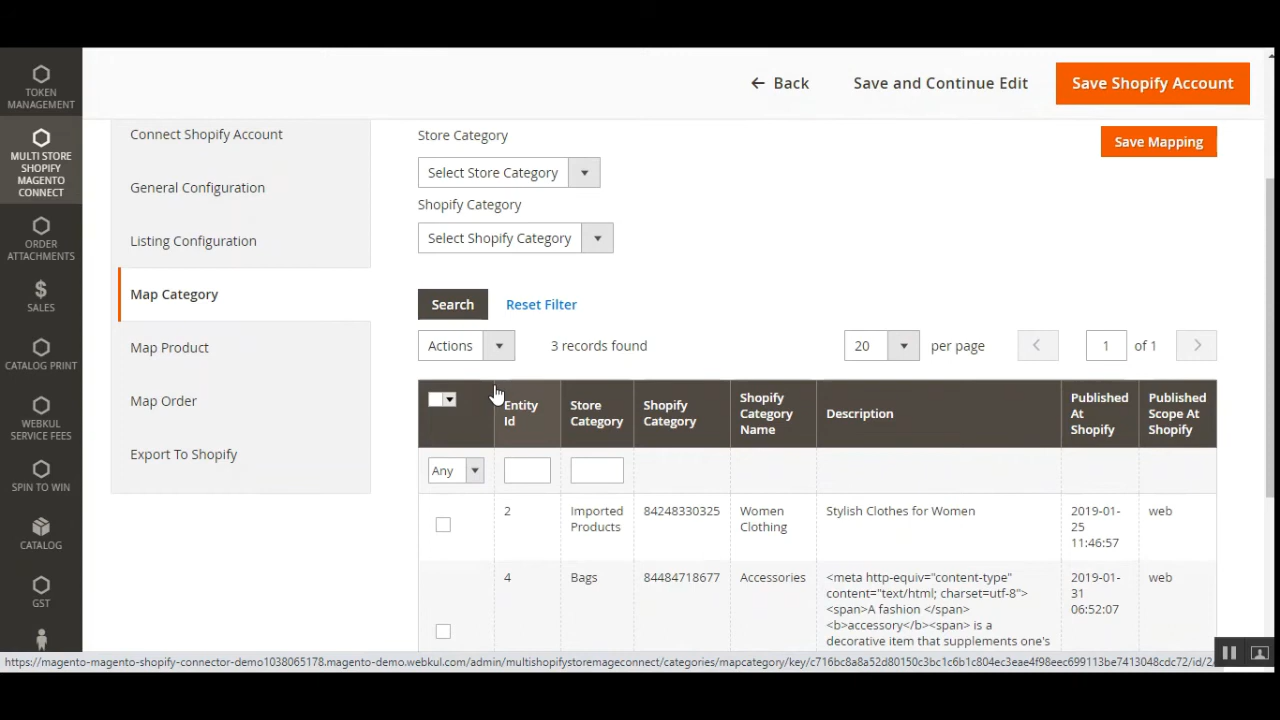 TOKEN
MANAGEMENT
MULTI STORE
SHOPIFY
MAGENTO
CONNECT
ORDER
ATTACHMENTS
$
SALES
CATALOG PRINT
WEBKUL
SERVICE FEES
SPIN TO WIN
CATALOG
GST
← Back
Save and Continue Edit
Save Shopify Account
Connect Shopify Account
General Configuration
Listing Configuration
Map Category
Map Product
Map Order
Export To Shopify
Store Category
Save Mapping
Select Store Category
Shopify Category
Select Shopify Category
Search
Reset Filter
Actions
3 records found
20
per page
1
of 1
Entity
Id
Store
Category
Shopify
Category
Shopify
Category
Name
Description
Published
At
Shopify
Published
Scope At
Shopify
Any
2
Imported
Products
84248330325
Women
Clothing
Stylish Clothes for Women
2019-01-
25
11:46:57
web
4
Bags
84484718677
Accessories
<meta http-equiv="content-type"
content="text/html; charset=utf-8">
<span>A fashion </span>
<b>accessory</b><span> is a
decorative item that supplements one's
2019-01-
31
06:52:07
web